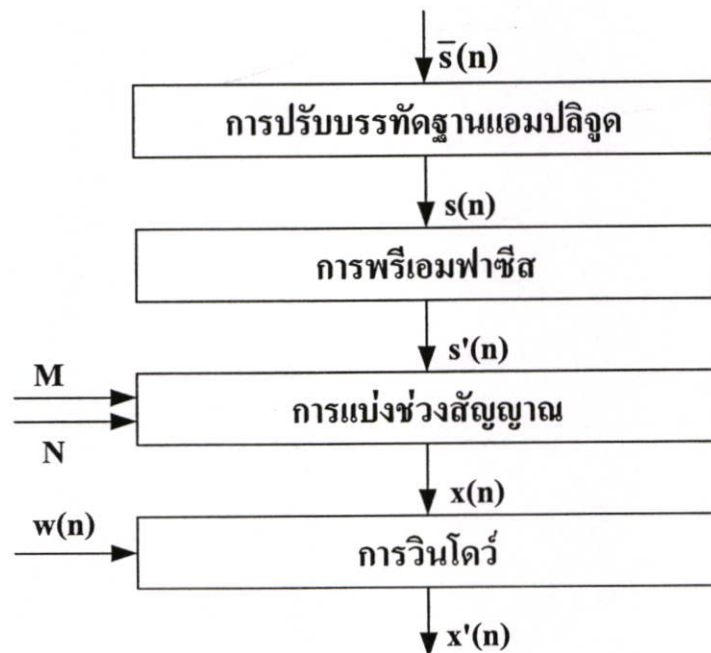 s̄(n)
การปรับบรรทัดฐานแอมปลิจูด
s(n)
การพรีเอมฟาซีส
s'(n)
M
การแบ่งช่วงสัญญาณ
N
x(n)
w(n)
การวินโดว์
x'(n)